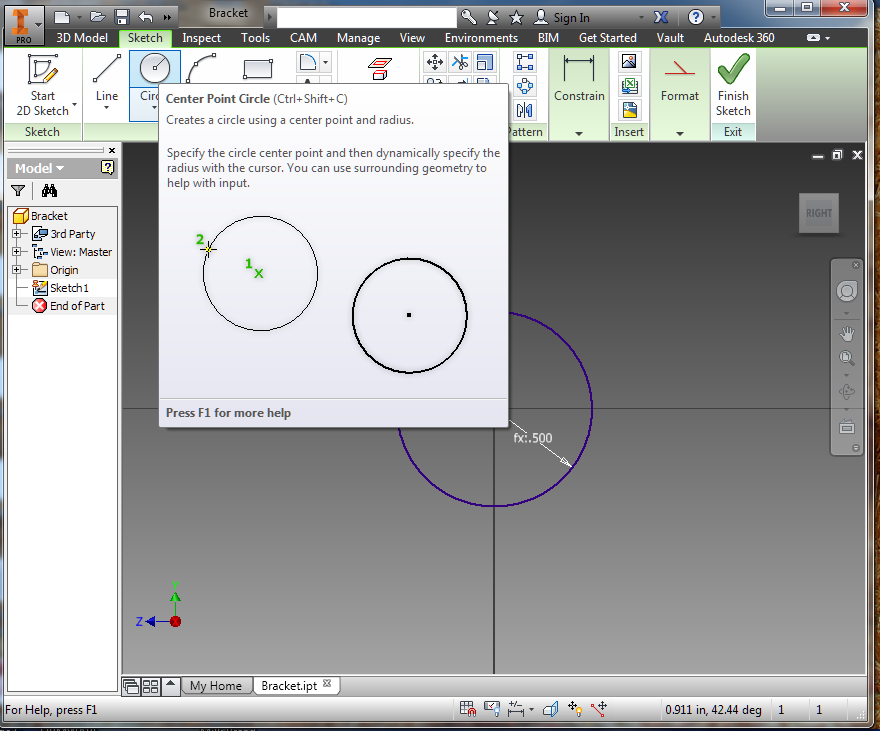 Bracket
Sign In
PRO
3D Model Sketch Inspect Tools CAM Manage View Environments BIM Get Started Vault Autodesk 360
Start
2D Sketch
Line
Circ
Constrain
Format
Finish
Sketch
Sketch
attern
Insert
Exit
Center Point Circle (Ctrl+Shift+C)
Creates a circle using a center point and radius.
Specify the circle center point and then dynamically specify the
radius with the cursor. You can use surrounding geometry to
help with input.
2
1
Press F1 for more help
Model
Bracket
3rd Party
View: Master
Origin
Sketch1
End of Part
RIGHT
fx:.500
Z
My Home
Bracket.ipt
For Help, press F1
0.911 in, 42.44 deg 1 1